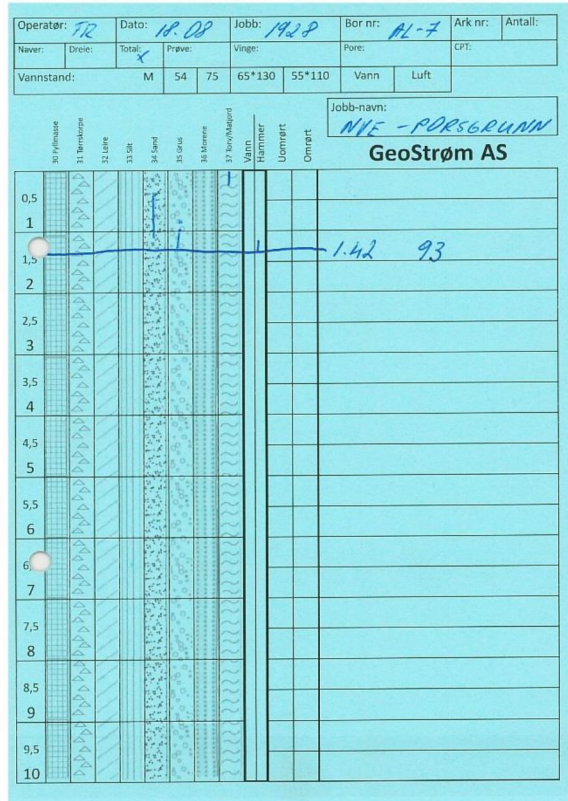 Operatør: TR Dato: 18.08 Jobb: 1928 Bor nr: AL-7 Ark nr: Antall:
Naver: Dreie: Total: x Prøve: Vinge: Pore: CPT:
Vannstand: M 54 75 65*130 55*110 Vann Luft
Jobb-navn:
NYE - PORSGRUNN
GeoStrøm AS
30 Fyllmasse
31 Tørrskorpe
32 Leire
33 Silt
34 Sand
35 Grus
36 Morene
37 Torv/Matjord
Vann
Hammer
Uomrørt
Omrørt
0,5
1
1,5
1.42 93
2
2,5
3
3,5
4
4,5
5
5,5
6
6,
7
7,5
8
8,5
9
9,5
10